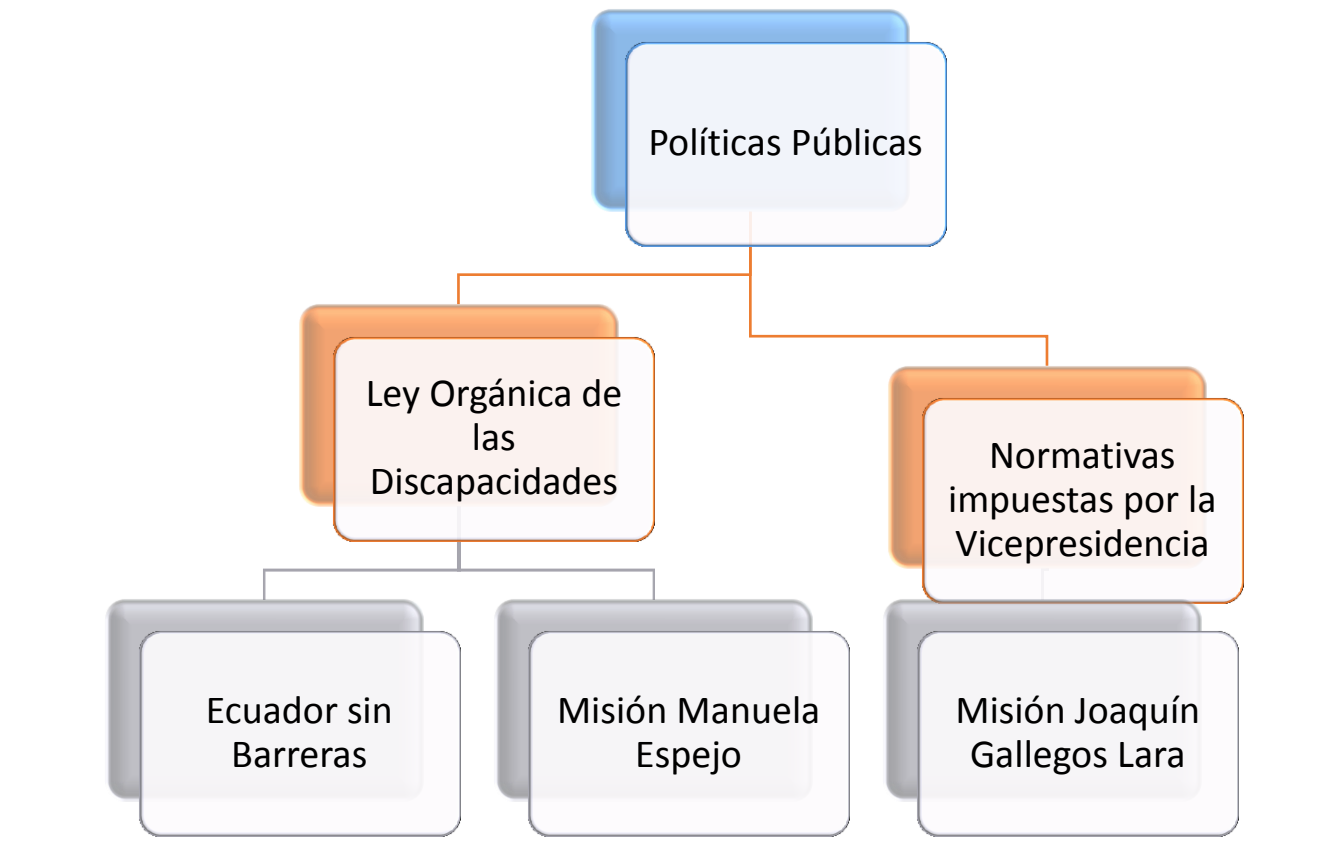 Políticas Públicas
Ley Orgánica de
las
Discapacidades
Normativas
impuestas por la
Vicepresidencia
Ecuador sin
Barreras
Misión Manuela
Espejo
Misión Joaquín
Gallegos Lara